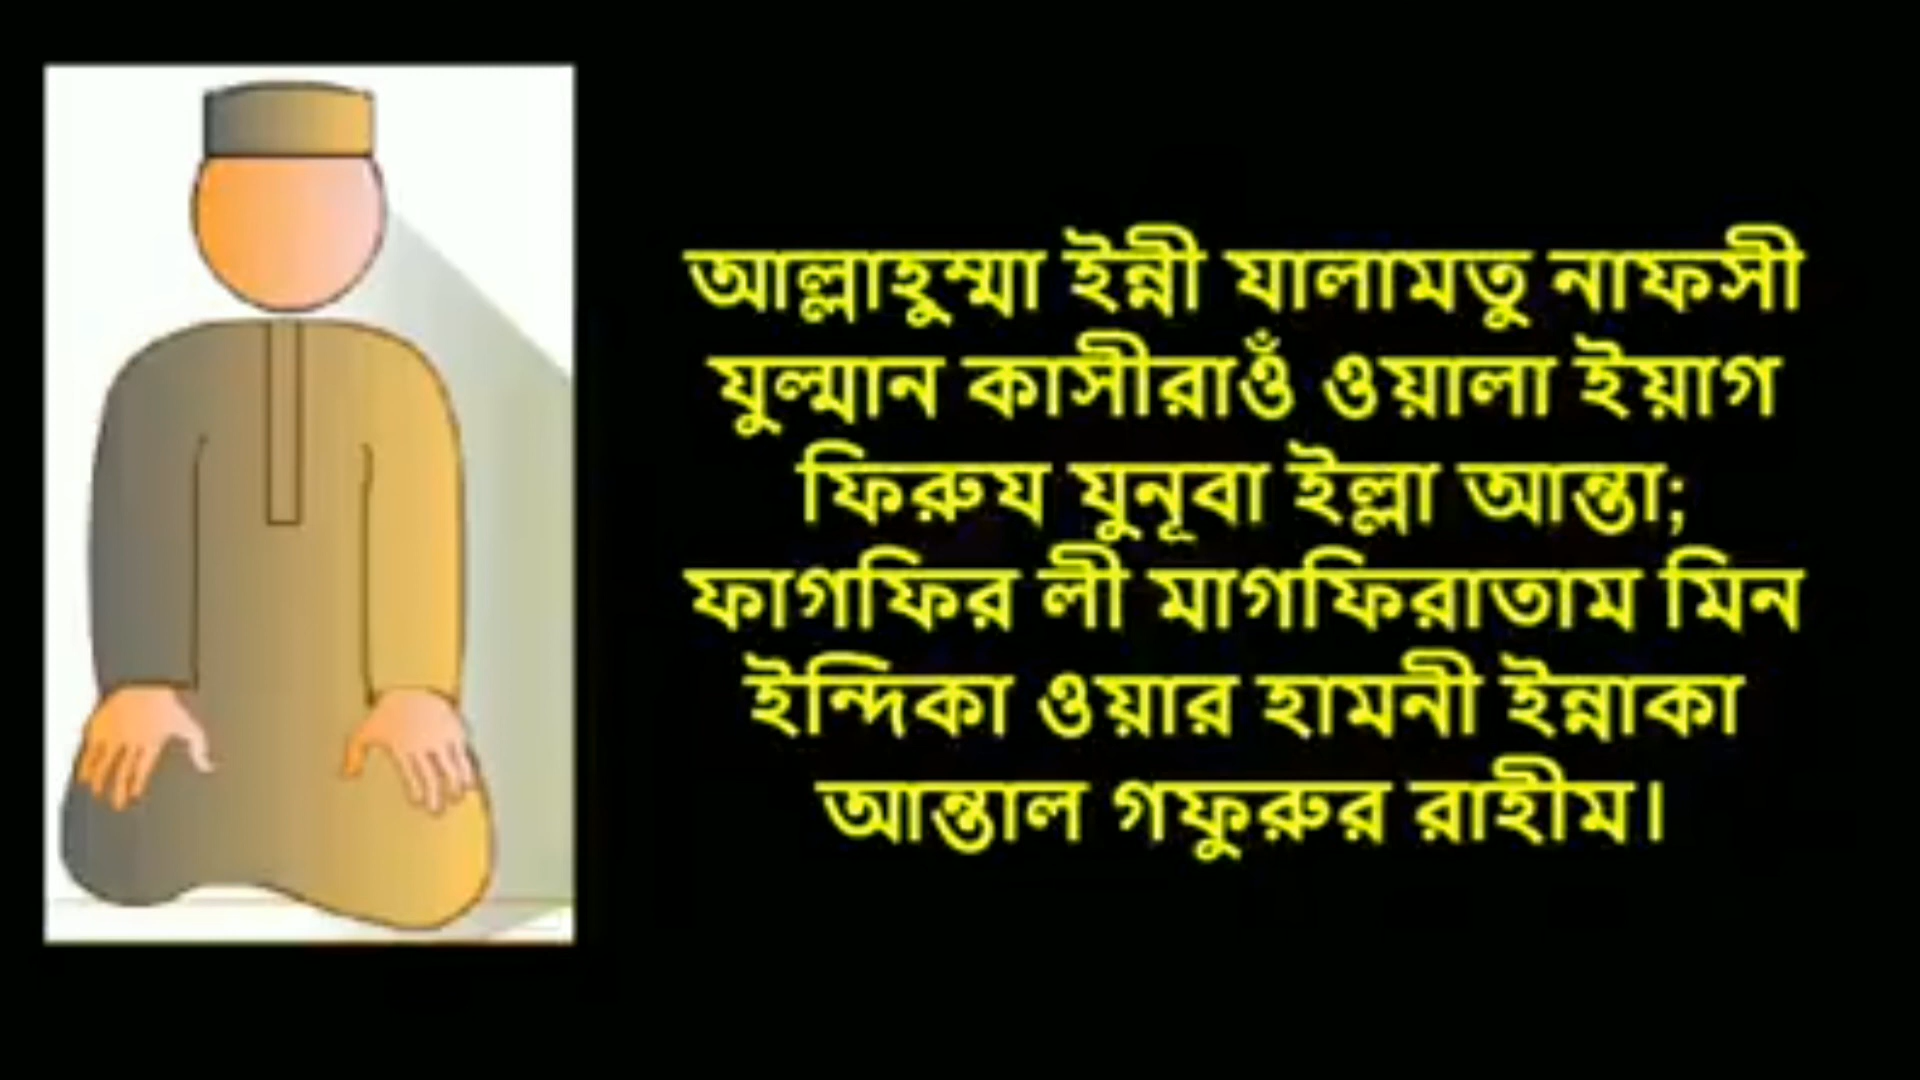 আল্লাহুম্মা ইন্নী যালামতু নাফসী
যুল্মান কাসীরাওঁ ওয়ালা ইয়াগ
ফিরুয যুনূবা ইল্লা আন্তা;
ফাগফির লী মাগফিরাতাম মিন
ইন্দিকা ওয়ার হামনী ইন্নাকা
আন্তাল গফুরুর রাহীম।